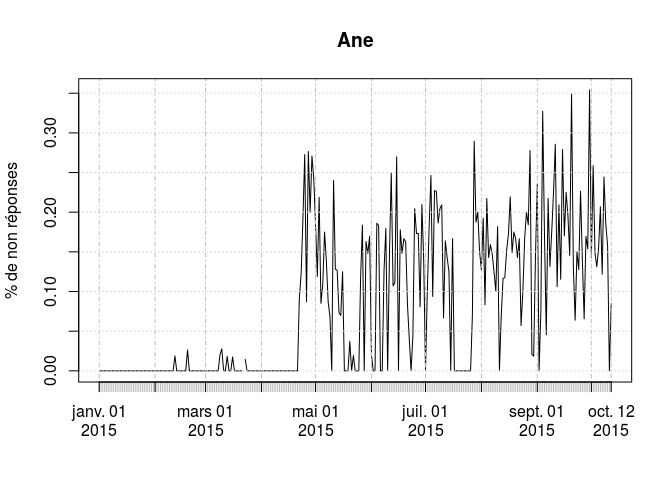 Ane
% de non réponses
0.30
0.20
0.10
0.00
janv. 01 mars 01 mai 01 juil. 01 sept. 01 oct. 12
2015 2015 2015 2015 2015 2015